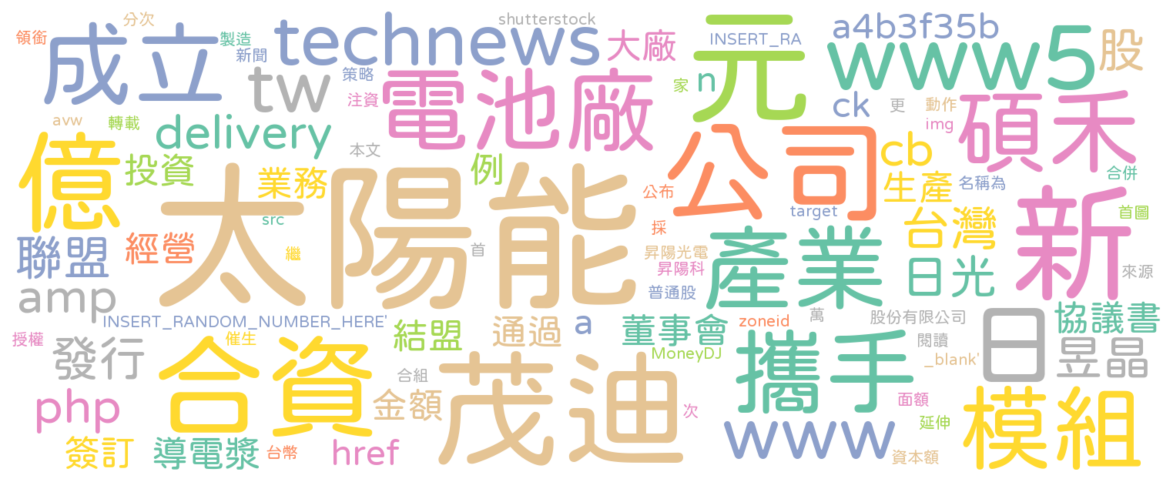 分次
shutterstock
領銜
成立
製造
新聞
technews
大廠
INSERT_RA
a4b3f35b
股
策略
tw
注資
電池廠
家
n
元
www5
ck
更
動作
avw
轉載
delivery
本文
img
碩禾
億
投資
業務
例
公司
cb
生產
名稱為
合併
太陽能
公布
target
新
首圖
src
採
台灣
聯盟
經營
繼
首
昇陽光電
昇陽科
產業
日光
來源
amp
普通股
INSERT_RANDOM_NUMBER_HERE'
a
董事會
zoneid
萬
股份有限公司
協議書
授權
催生
結盟
通過
MoneyDJ
閱讀
日
發行
合資
合組
茂迪
攜手
_blank'
昱晶
php
金額
次
面額
模組
延伸
簽訂
導電漿
台幣
href
www
資本額